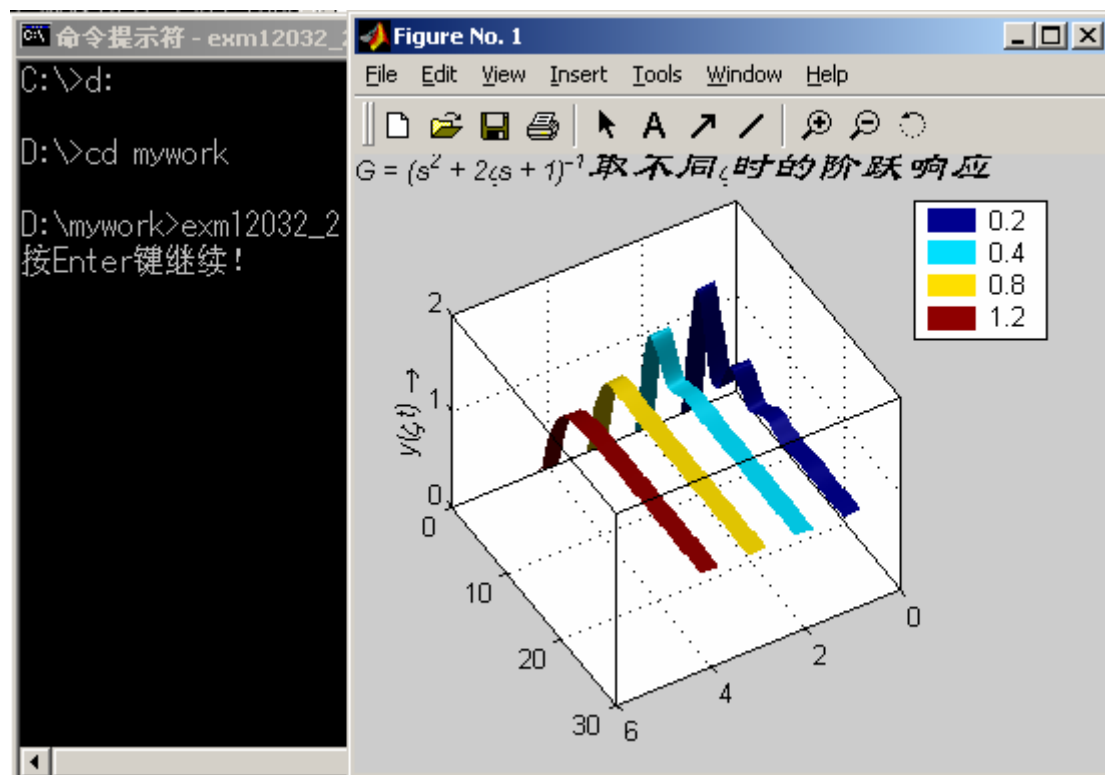 命令提示符 - exm12032_2
C:\>d:
D:\>cd mywork
D:\mywork>exm12032_2
按Enter键继续!
Figure No. 1
File Edit View Insert Tools Window Help
A
G = (s² + 2ζs + 1)⁻¹取不同ζ时的阶跃响应
0.2
0.4
0.8
1.2
y(ζ,t) →
2
1
0
0
10
20
30
6
4
2
0